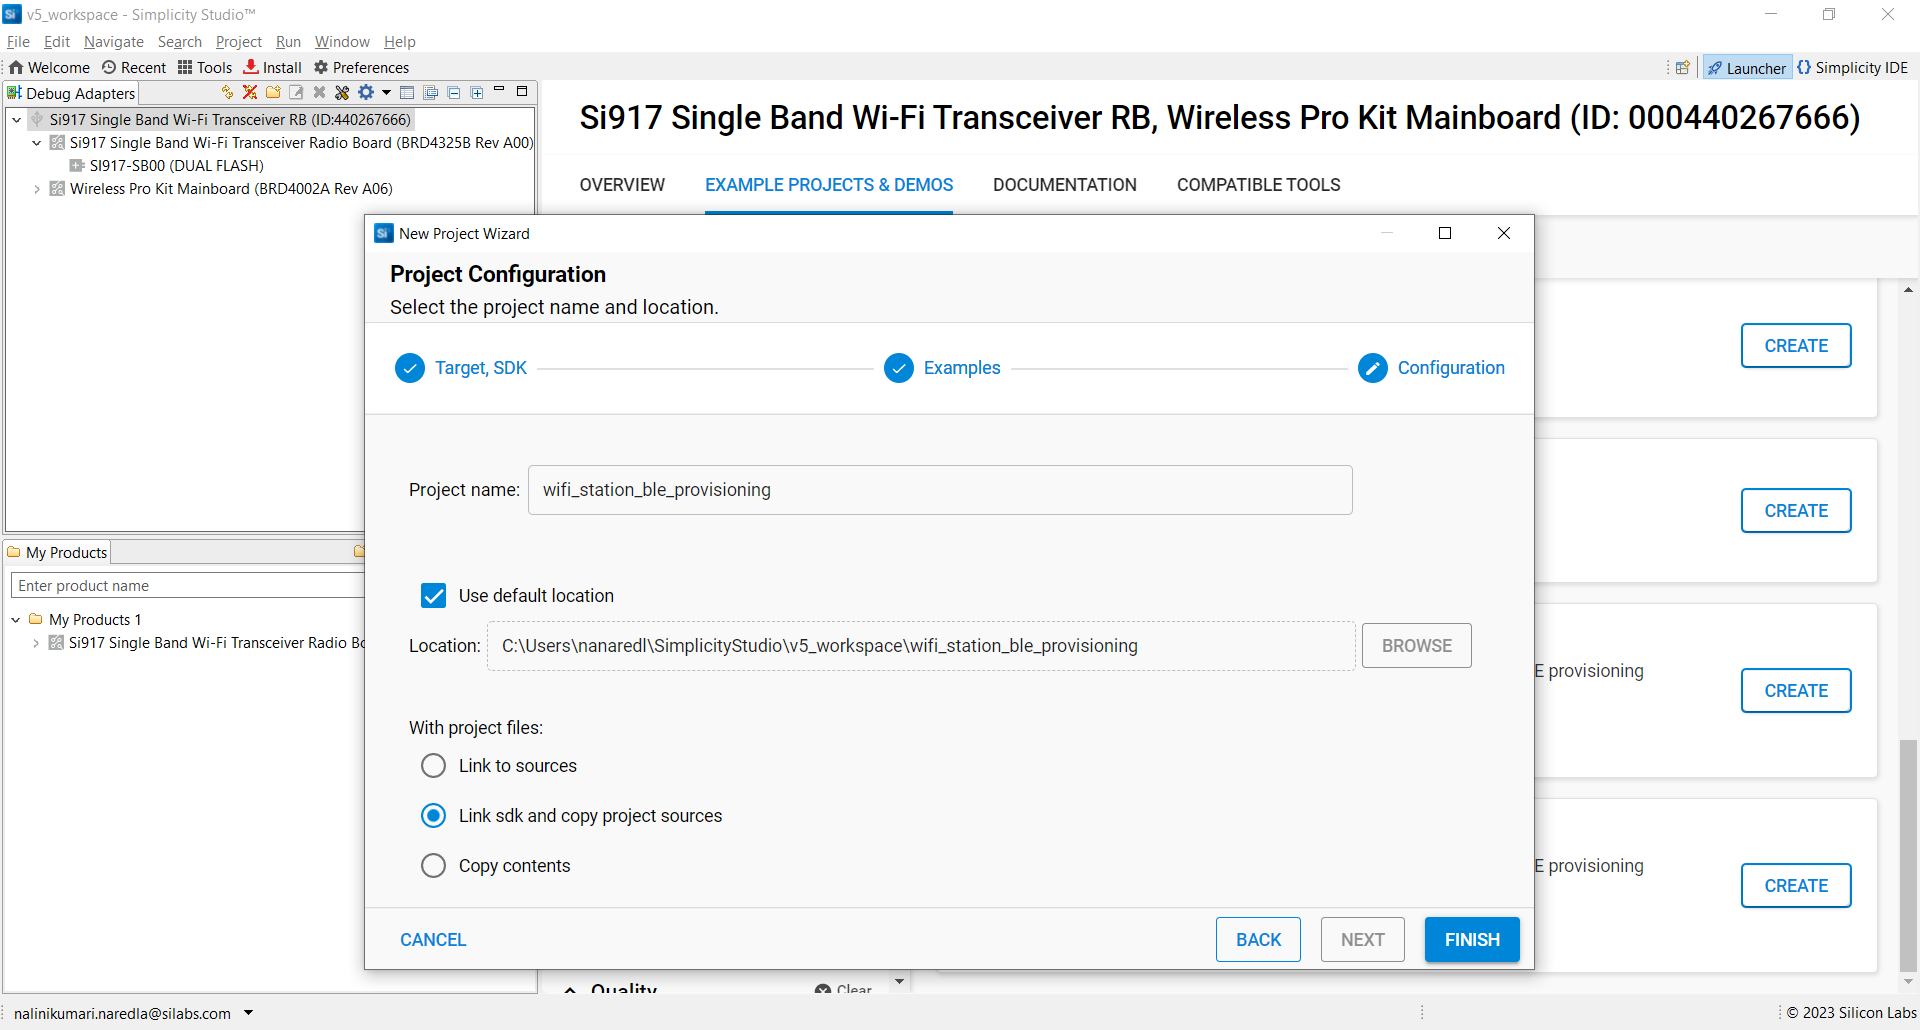 v5_workspace - Simplicity Studio™
File Edit Navigate Search Project Run Window Help
Welcome Recent Tools Install Preferences
Launcher Simplicity IDE
Debug Adapters
Si917 Single Band Wi-Fi Transceiver RB (ID:440267666)
Si917 Single Band Wi-Fi Transceiver Radio Board (BRD4325B Rev A00)
SI917-SB00 (DUAL FLASH)
Wireless Pro Kit Mainboard (BRD4002A Rev A06)
My Products
Enter product name
My Products 1
Si917 Single Band Wi-Fi Transceiver Radio Bo
Si917 Single Band Wi-Fi Transceiver RB, Wireless Pro Kit Mainboard (ID: 000440267666)
OVERVIEW EXAMPLE PROJECTS & DEMOS DOCUMENTATION COMPATIBLE TOOLS
New Project Wizard
Project Configuration
Select the project name and location.
Target, SDK Examples Configuration
Project name: wifi_station_ble_provisioning
Use default location
Location: C:\Users\nanaredl\SimplicityStudio\v5_workspace\wifi_station_ble_provisioning BROWSE
With project files:
Link to sources
Link sdk and copy project sources
Copy contents
CANCEL BACK NEXT FINISH
CREATE
CREATE
E provisioning
CREATE
E provisioning
CREATE
Quality Clear
nalinikumari.naredla@silabs.com
© 2023 Silicon Labs